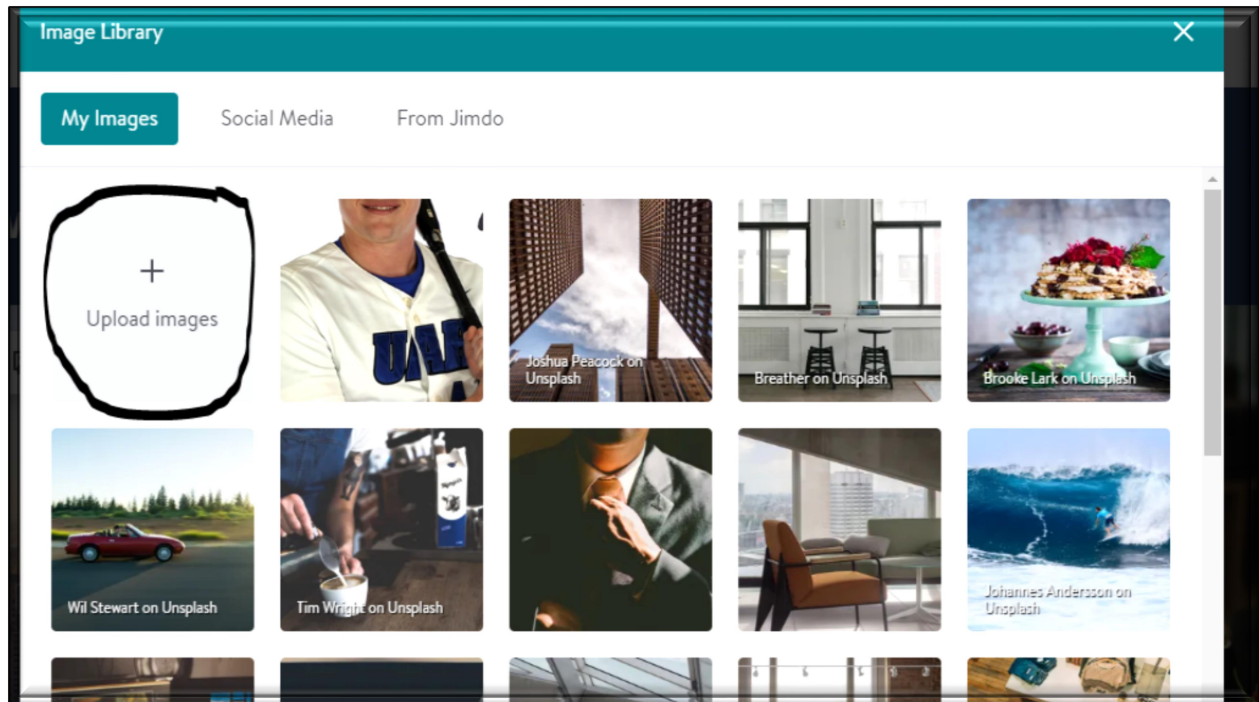 Image Library
My Images
Social Media
From Jimdo
+
Upload images
UAB
Joshua Peacock on
Unsplash
Breather on Unsplash
Brooke Lark on Unsplash
Wil Stewart on Unsplash
Tim Wright on Unsplash
Johannes Andersson on
Unsplash